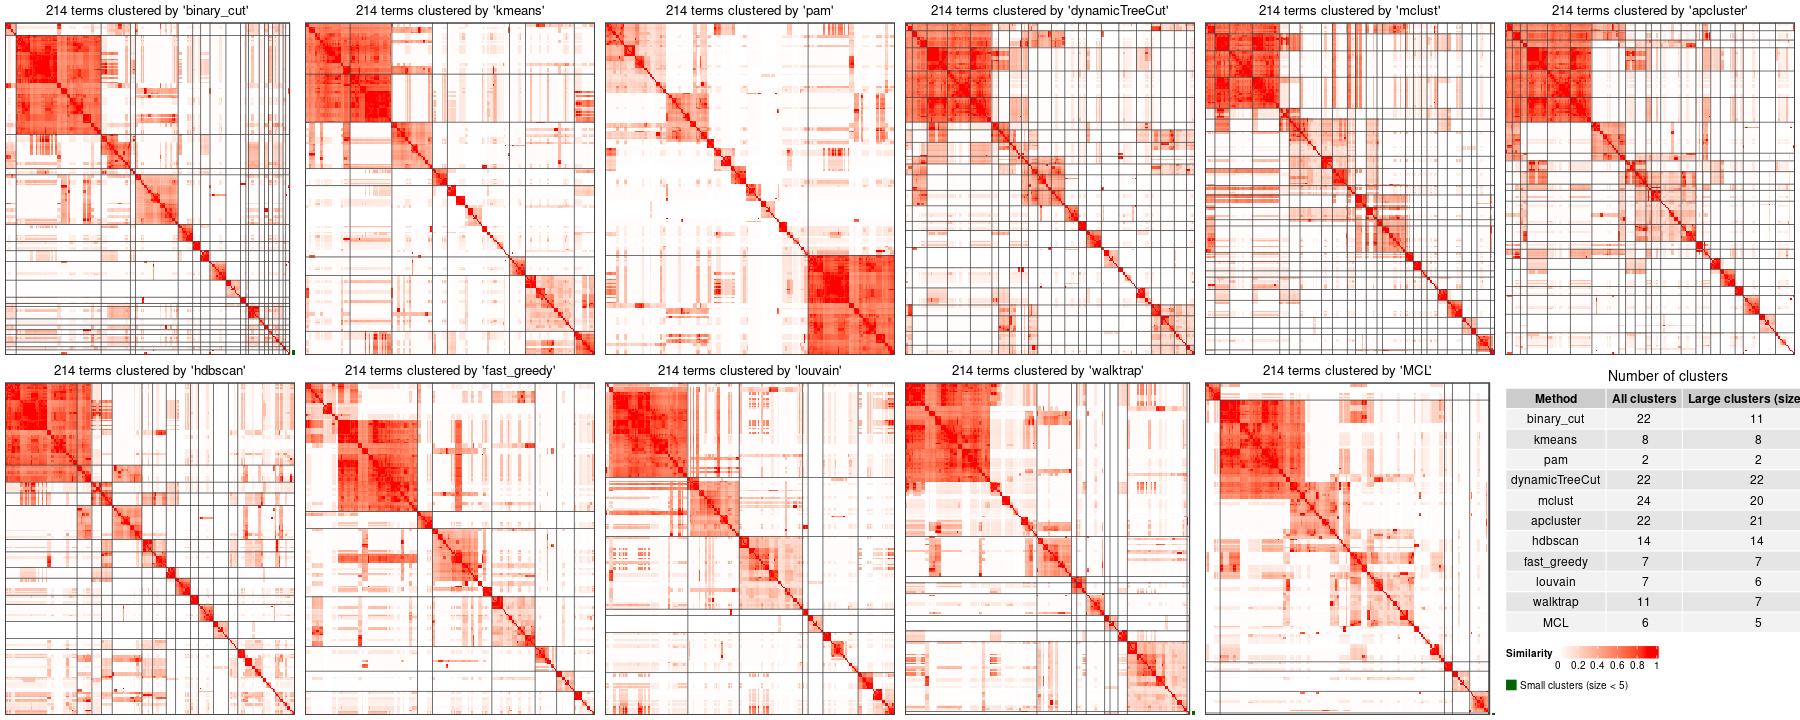 214 terms clustered by 'binary_cut'
214 terms clustered by 'kmeans'
214 terms clustered by 'pam'
214 terms clustered by 'dynamicTreeCut'
214 terms clustered by 'mclust'
214 terms clustered by 'apcluster'
214 terms clustered by 'hdbscan'
214 terms clustered by 'fast_greedy'
214 terms clustered by 'louvain'
214 terms clustered by 'walktrap'
214 terms clustered by 'MCL'
Number of clusters
Method All clusters Large clusters (size
binary_cut 22 11
kmeans 8 8
pam 2 2
dynamicTreeCut 22 22
mclust 24 20
apcluster 22 21
hdbscan 14 14
fast_greedy 7 7
louvain 7 6
walktrap 11 7
MCL 6 5
Similarity
0 0.2 0.4 0.6 0.8 1
Small clusters (size < 5)